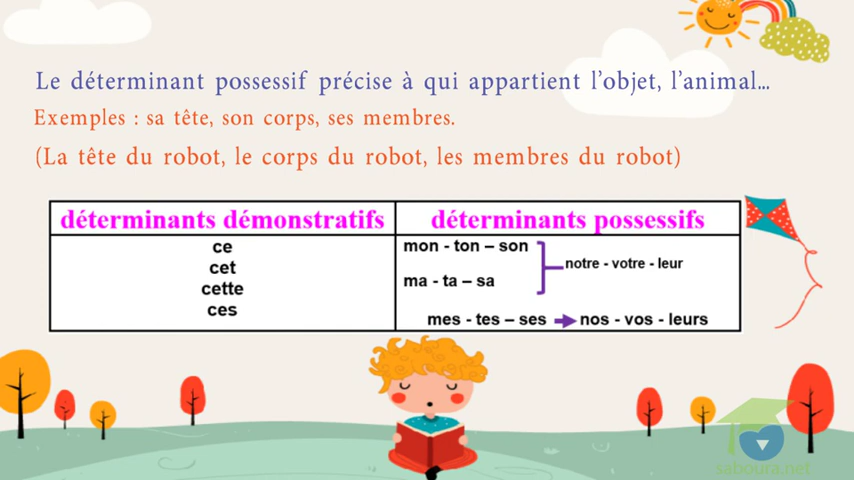 Le déterminant possessif précise à qui appartient l'objet, l'animal...
Exemples : sa tête, son corps, ses membres.
(La tête du robot, le corps du robot, les membres du robot)
déterminants démonstratifs déterminants possessifs
ce
cet
cette
ces
mon - ton – son
notre - votre - leur
ma - ta – sa
mes - tes – ses nos - vos - leurs
saboura.net